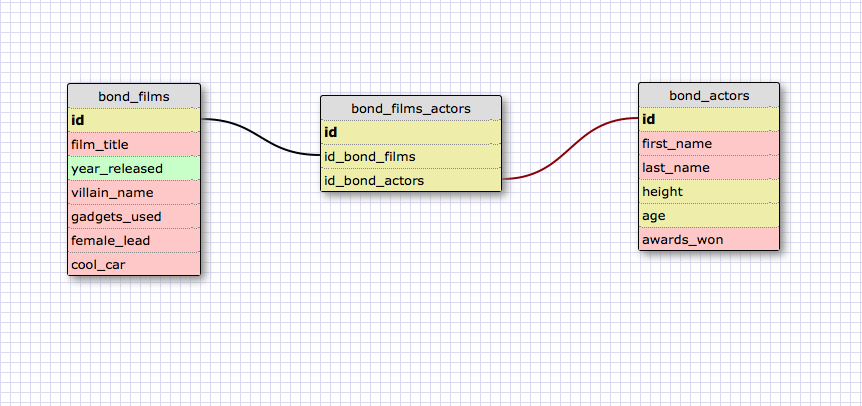 bond_films
id
film_title
year_released
villain_name
gadgets_used
female_lead
cool_car
bond_films_actors
id
id_bond_films
id_bond_actors
bond_actors
id
first_name
last_name
height
age
awards_won